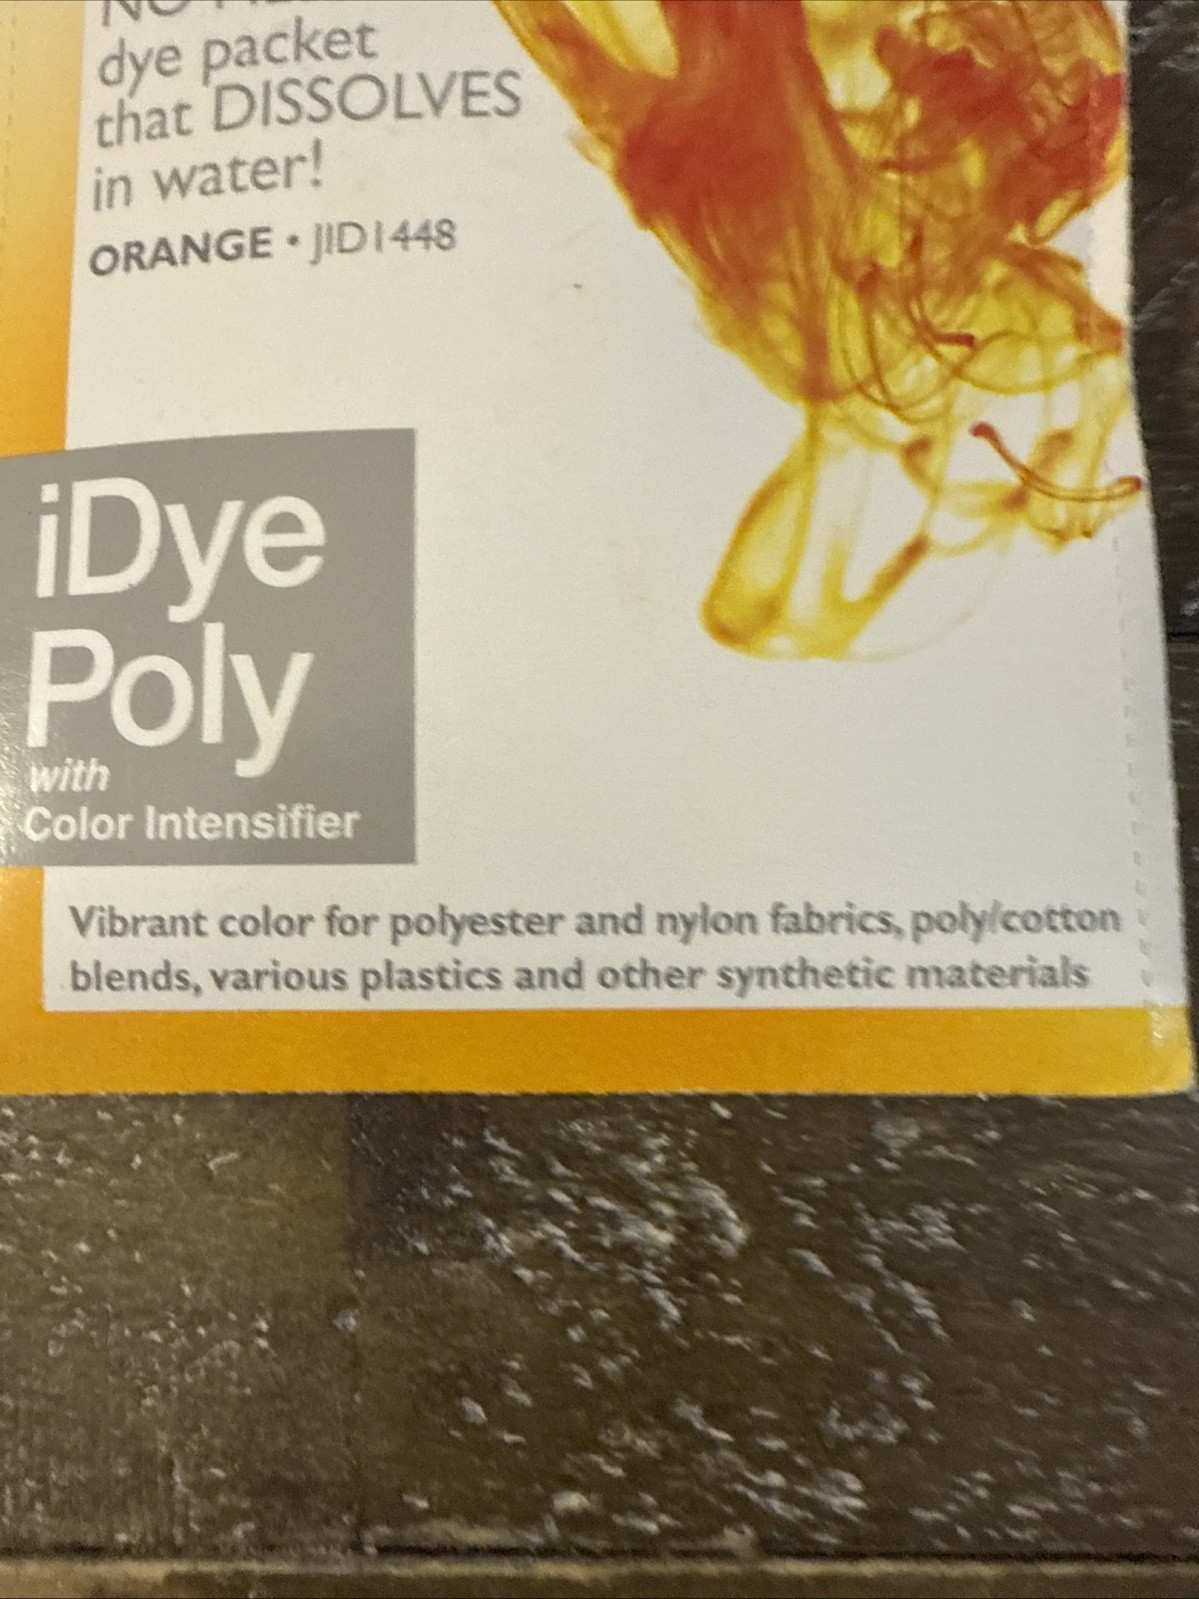 NO
dye packet
that DISSOLVES
in water!
ORANGE • JID1448
iDye
Poly
with
Color Intensifier
Vibrant color for polyester and nylon fabrics, poly/cotton
blends, various plastics and other synthetic materials